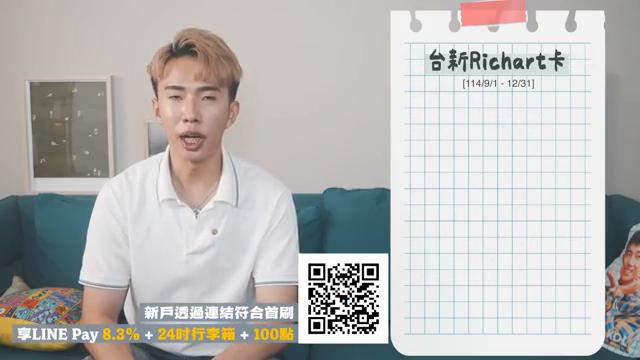 台新Richart卡
[114/9/1 - 12/31]
新戶透過連結符合首刷
享LINE Pay 8.3% + 24吋行李箱 + 100點